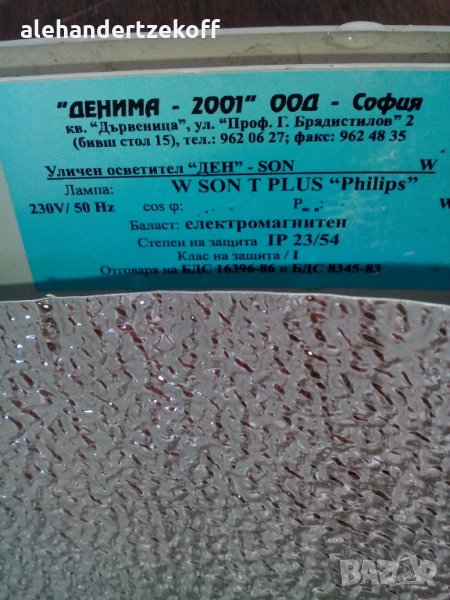 alehandertzekoff
"ДЕНИМА - 2001" ООД - София
кв. "Дървеница", ул. "Проф. Г. Брадистилов" 2
(бивш стол 15), тел.: 962 06 27; факс: 962 48 35
Уличен осветител "ДЕН" - SON W
Лампа: W SON T PLUS "Philips"
230V/ 50 Hz cos φ: P W
Баласт: електромагнитен
Степен на защита IP 23/54
Клас на защита / I
Отговаря на БДС 16396-86 и БДС 8345-83
BAZAR